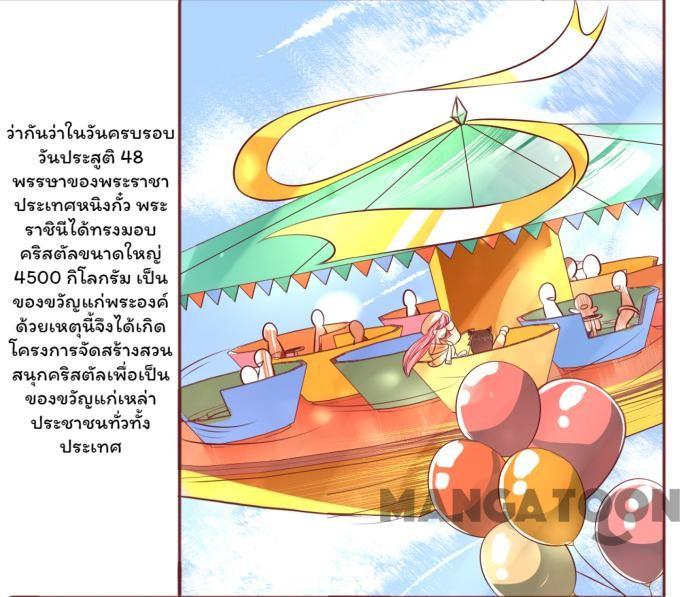 ว่ากันว่าในวันครบรอบ
วันประสูติ 48
พรรษาของพระราชา
ประเทศหนิงกั๋ว พระ
ราชินีได้ทรงมอบ
คริสตัลขนาดใหญ่
4500 กิโลกรัม เป็น
ของขวัญแก่พระองค์
ด้วยเหตุนี้จึงได้เกิด
โครงการจัดสร้างสวน
สนุกคริสตัลเพื่อเป็น
ของขวัญแก่เหล่า
ประชาชนทั่วทั้ง
ประเทศ
MANGATOON